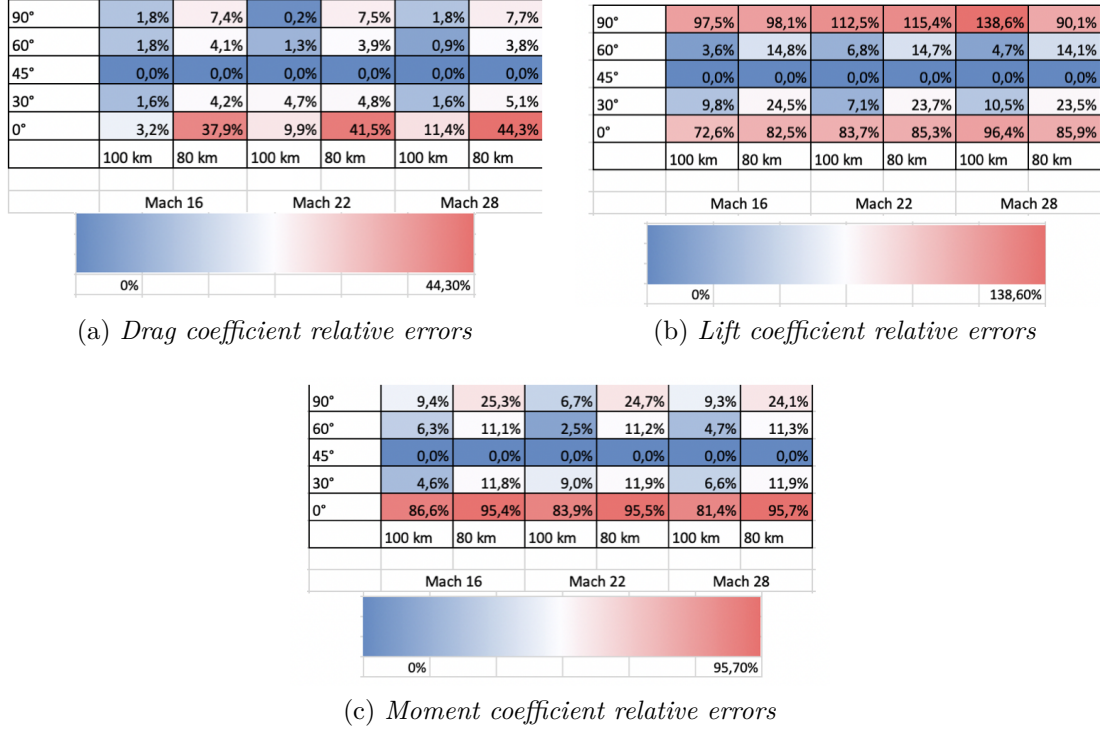 90° 1,8% 7,4% 0,2% 7,5% 1,8% 7,7%
60° 1,8% 4,1% 1,3% 3,9% 0,9% 3,8%
45° 0,0% 0,0% 0,0% 0,0% 0,0% 0,0%
30° 1,6% 4,2% 4,7% 4,8% 1,6% 5,1%
0° 3,2% 37,9% 9,9% 41,5% 11,4% 44,3%
100 km 80 km 100 km 80 km 100 km 80 km
Mach 16 Mach 22 Mach 28
0% 44,30%
(a) Drag coefficient relative errors
90° 97,5% 98,1% 112,5% 115,4% 138,6% 90,1%
60° 3,6% 14,8% 6,8% 14,7% 4,7% 14,1%
45° 0,0% 0,0% 0,0% 0,0% 0,0% 0,0%
30° 9,8% 24,5% 7,1% 23,7% 10,5% 23,5%
0° 72,6% 82,5% 83,7% 85,3% 96,4% 85,9%
100 km 80 km 100 km 80 km 100 km 80 km
Mach 16 Mach 22 Mach 28
0% 138,60%
(b) Lift coefficient relative errors
90° 9,4% 25,3% 6,7% 24,7% 9,3% 24,1%
60° 6,3% 11,1% 2,5% 11,2% 4,7% 11,3%
45° 0,0% 0,0% 0,0% 0,0% 0,0% 0,0%
30° 4,6% 11,8% 9,0% 11,9% 6,6% 11,9%
0° 86,6% 95,4% 83,9% 95,5% 81,4% 95,7%
100 km 80 km 100 km 80 km 100 km 80 km
Mach 16 Mach 22 Mach 28
0% 95,70%
(c) Moment coefficient relative errors